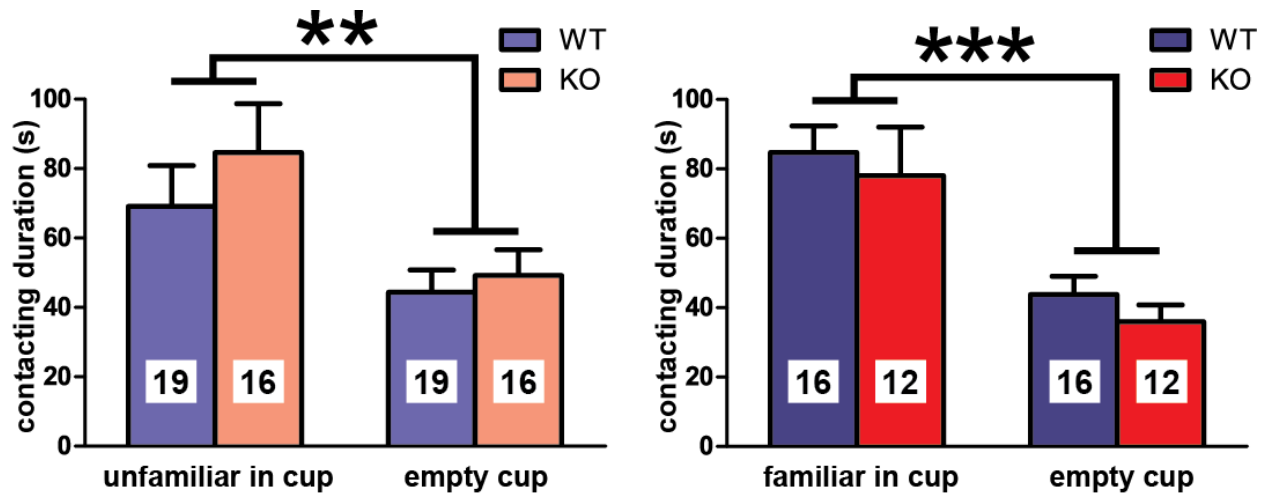 **
WT
KO
contacting duration (s)
100
80
60
40
20
0
19
16
19
16
unfamiliar in cup
empty cup
***
WT
KO
contacting duration (s)
100
80
60
40
20
0
16
12
16
12
familiar in cup
empty cup